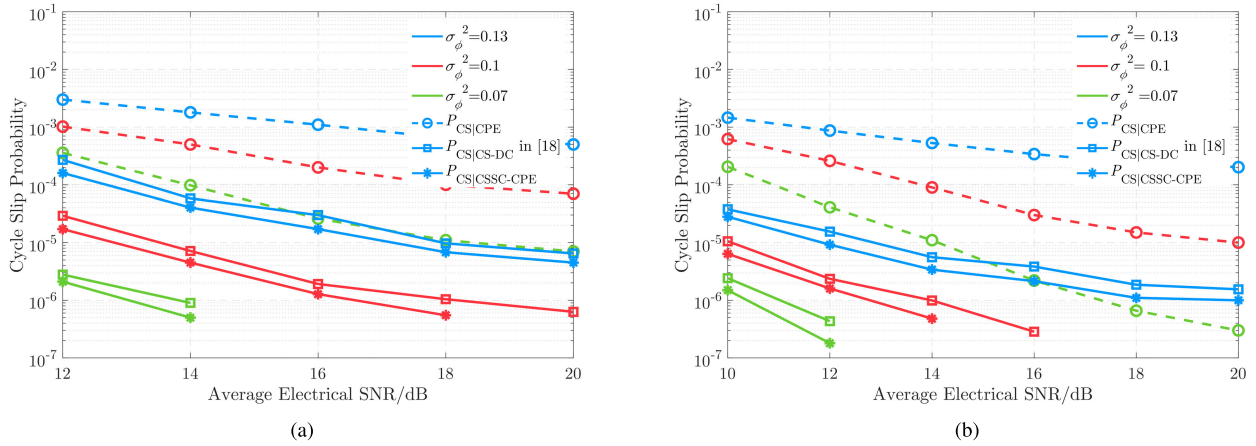 10^-1
10^-2
10^-3
10^-4
10^-5
10^-6
10^-7
Cycle Slip Probability
σ_ϕ^2=0.13
σ_ϕ^2=0.1
σ_ϕ^2=0.07
P_CS|CPE
P_CS|CS-DC in [18]
P_CS|CSSC-CPE
12 14 16 18 20
Average Electrical SNR/dB
(a)
10^-1
10^-2
10^-3
10^-4
10^-5
10^-6
10^-7
Cycle Slip Probability
σ_ϕ^2= 0.13
σ_ϕ^2= 0.1
σ_ϕ^2= 0.07
P_CS|CPE
P_CS|CS-DC in [18]
P_CS|CSSC-CPE
10 12 14 16 18 20
Average Electrical SNR/dB
(b)